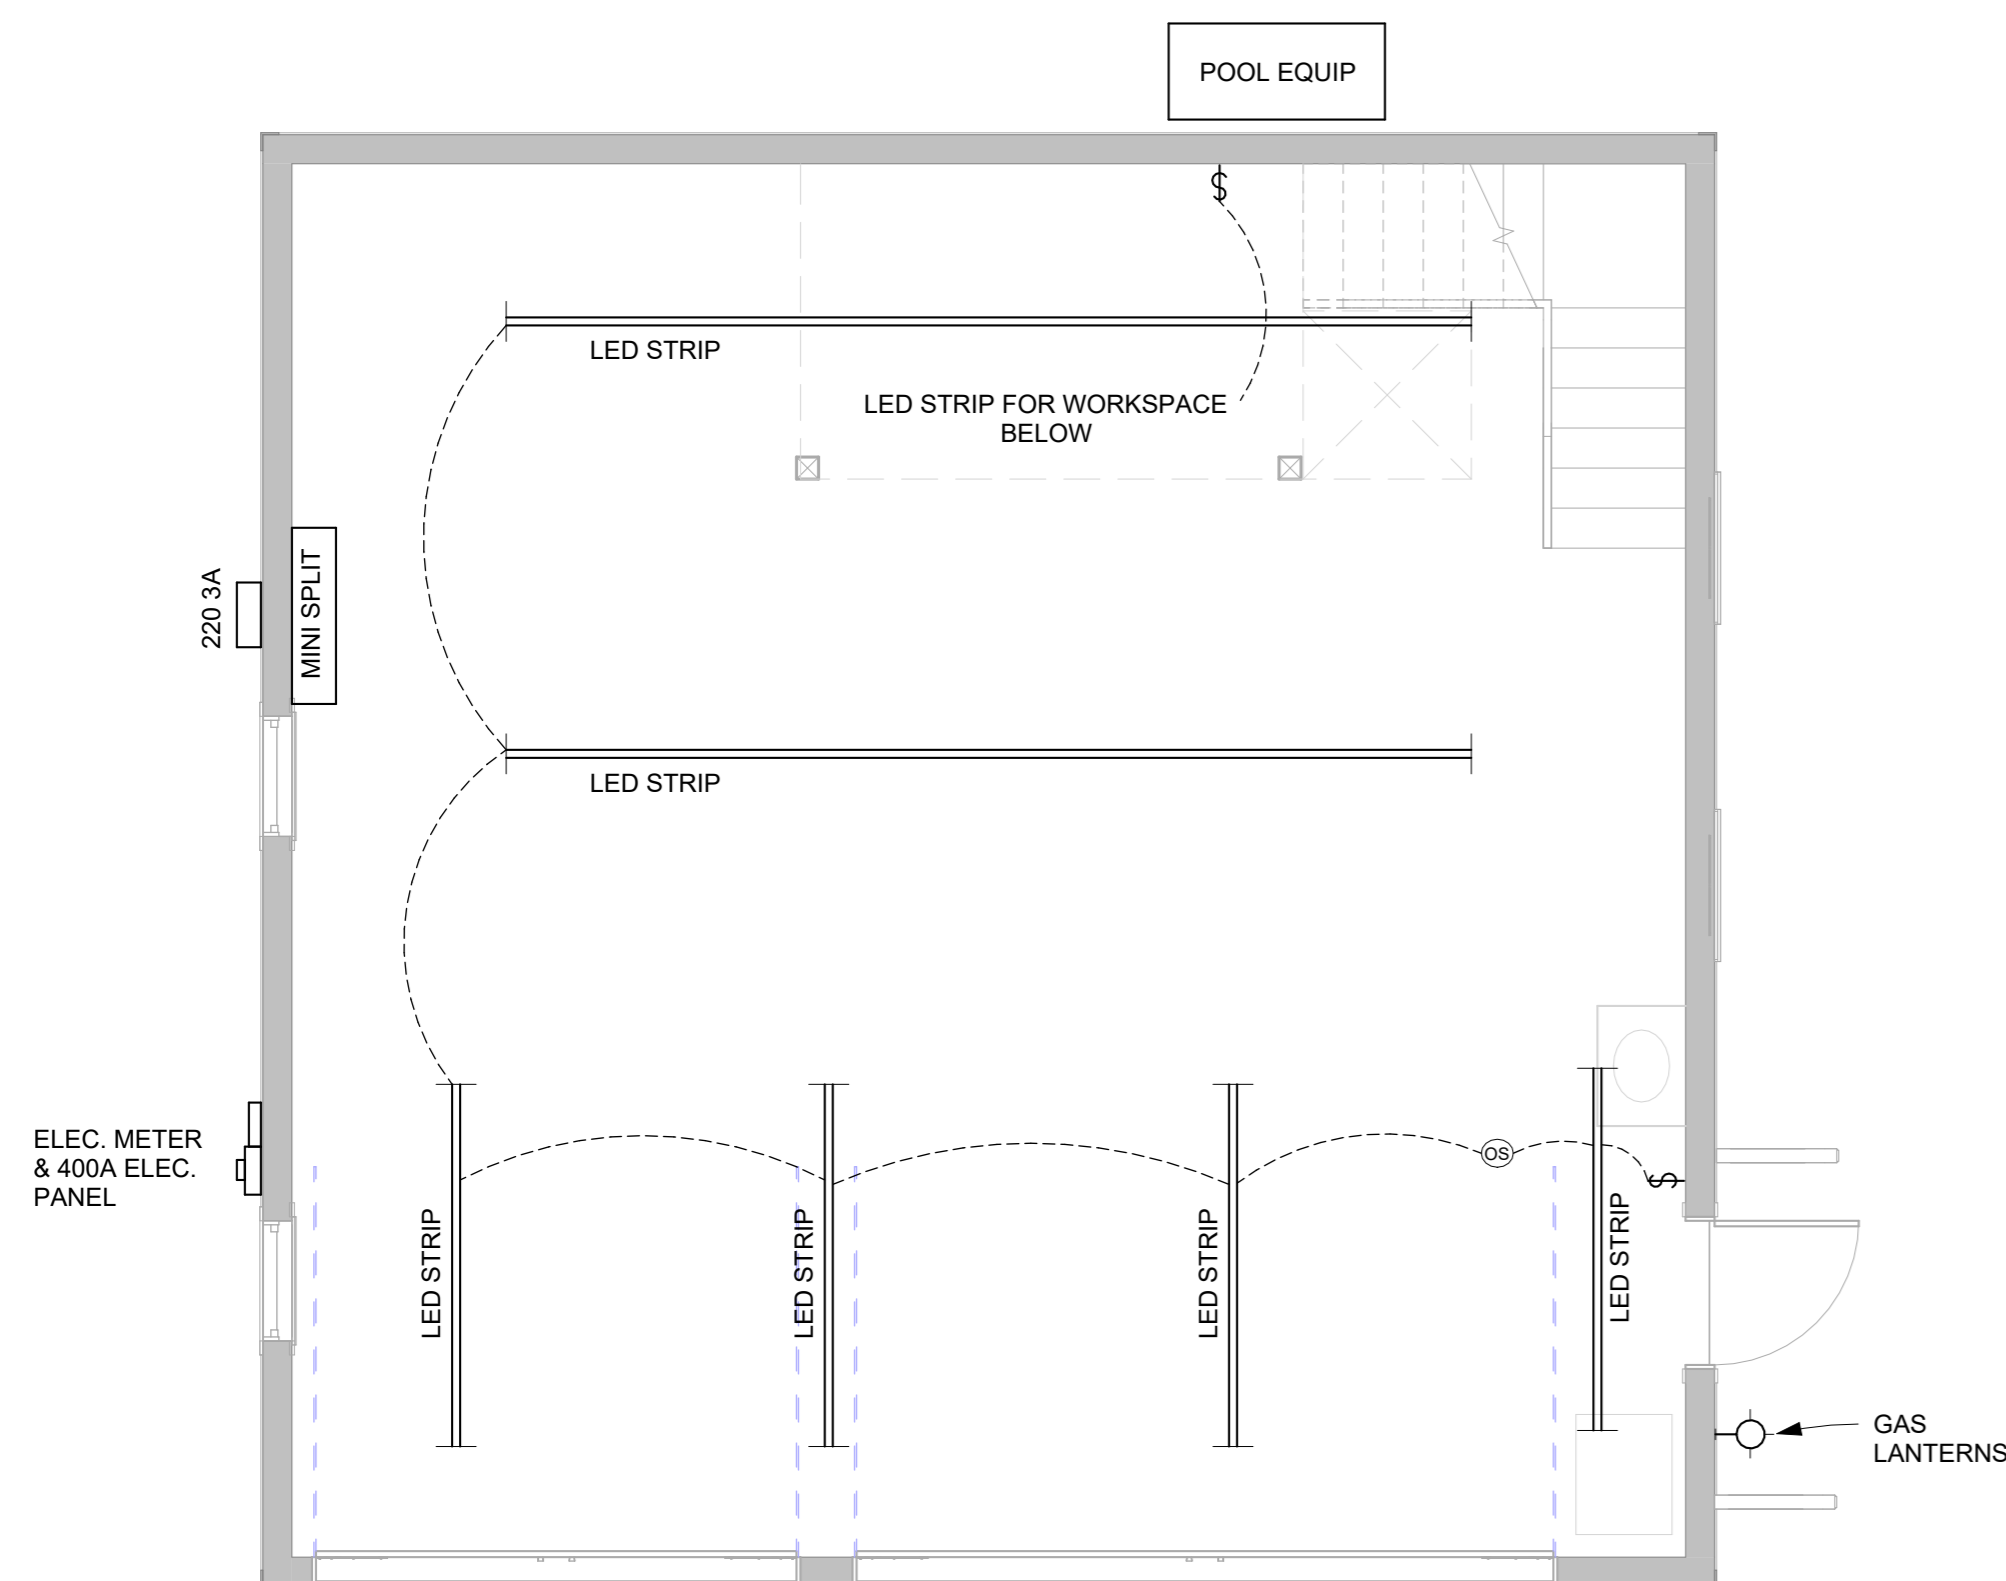 POOL EQUIP
$
LED STRIP
LED STRIP FOR WORKSPACE
BELOW
220 3A
MINI SPLIT
LED STRIP
ELEC. METER
& 400A ELEC.
PANEL
OS
$
LED STRIP
LED STRIP
LED STRIP
LED STRIP
GAS
LANTERNS